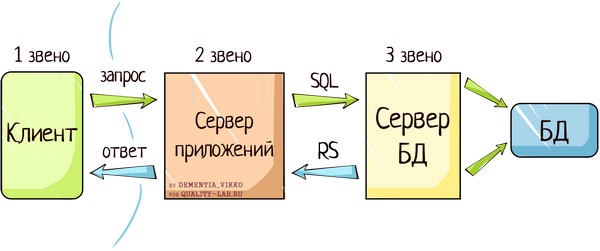 1 звено
2 звено
3 звено
запрос
SQL
Клиент
Сервер
приложений
Сервер
БД
БД
ответ
RS
BY DEMENTIA_VIKKO
FOR QUALITY-LAB.RU